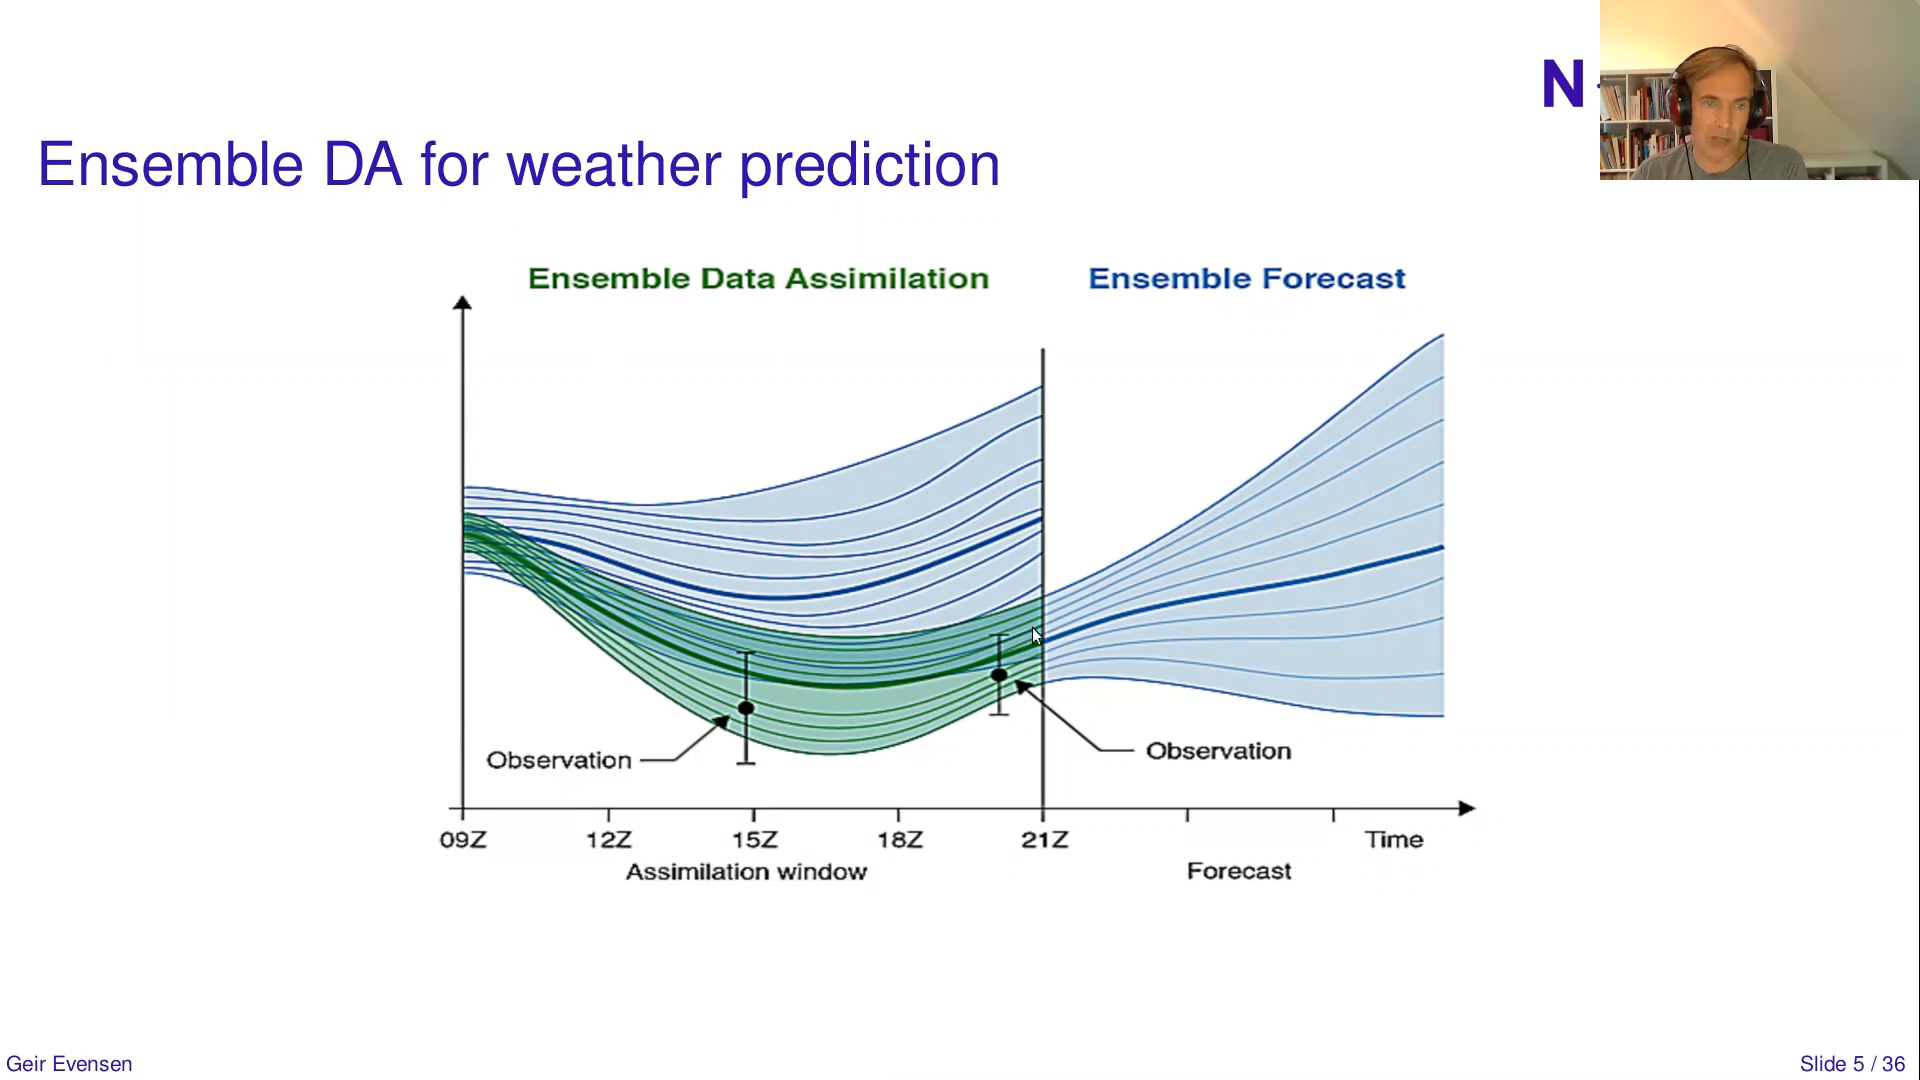 N
Ensemble DA for weather prediction
Ensemble Data Assimilation
Ensemble Forecast
Observation
Observation
09Z 12Z 15Z 18Z 21Z Time
Assimilation window
Forecast
Geir Evensen
Slide 5 / 36